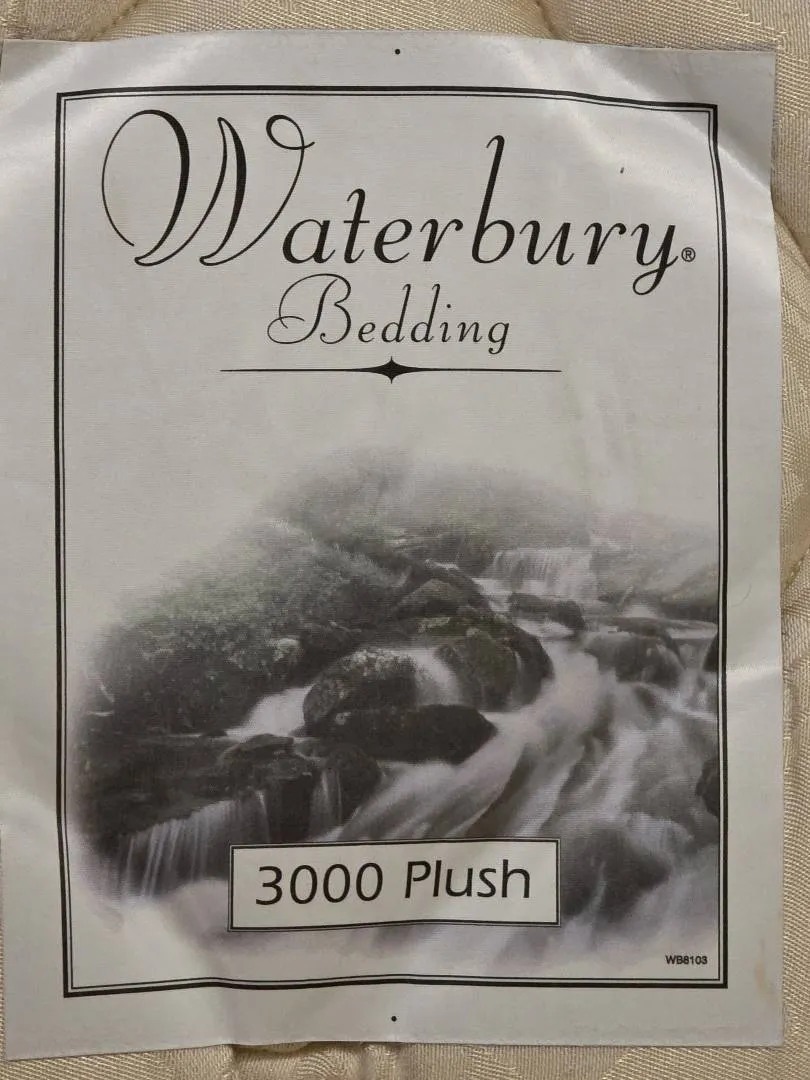 Waterbury®
Bedding
3000 Plush
WB8103